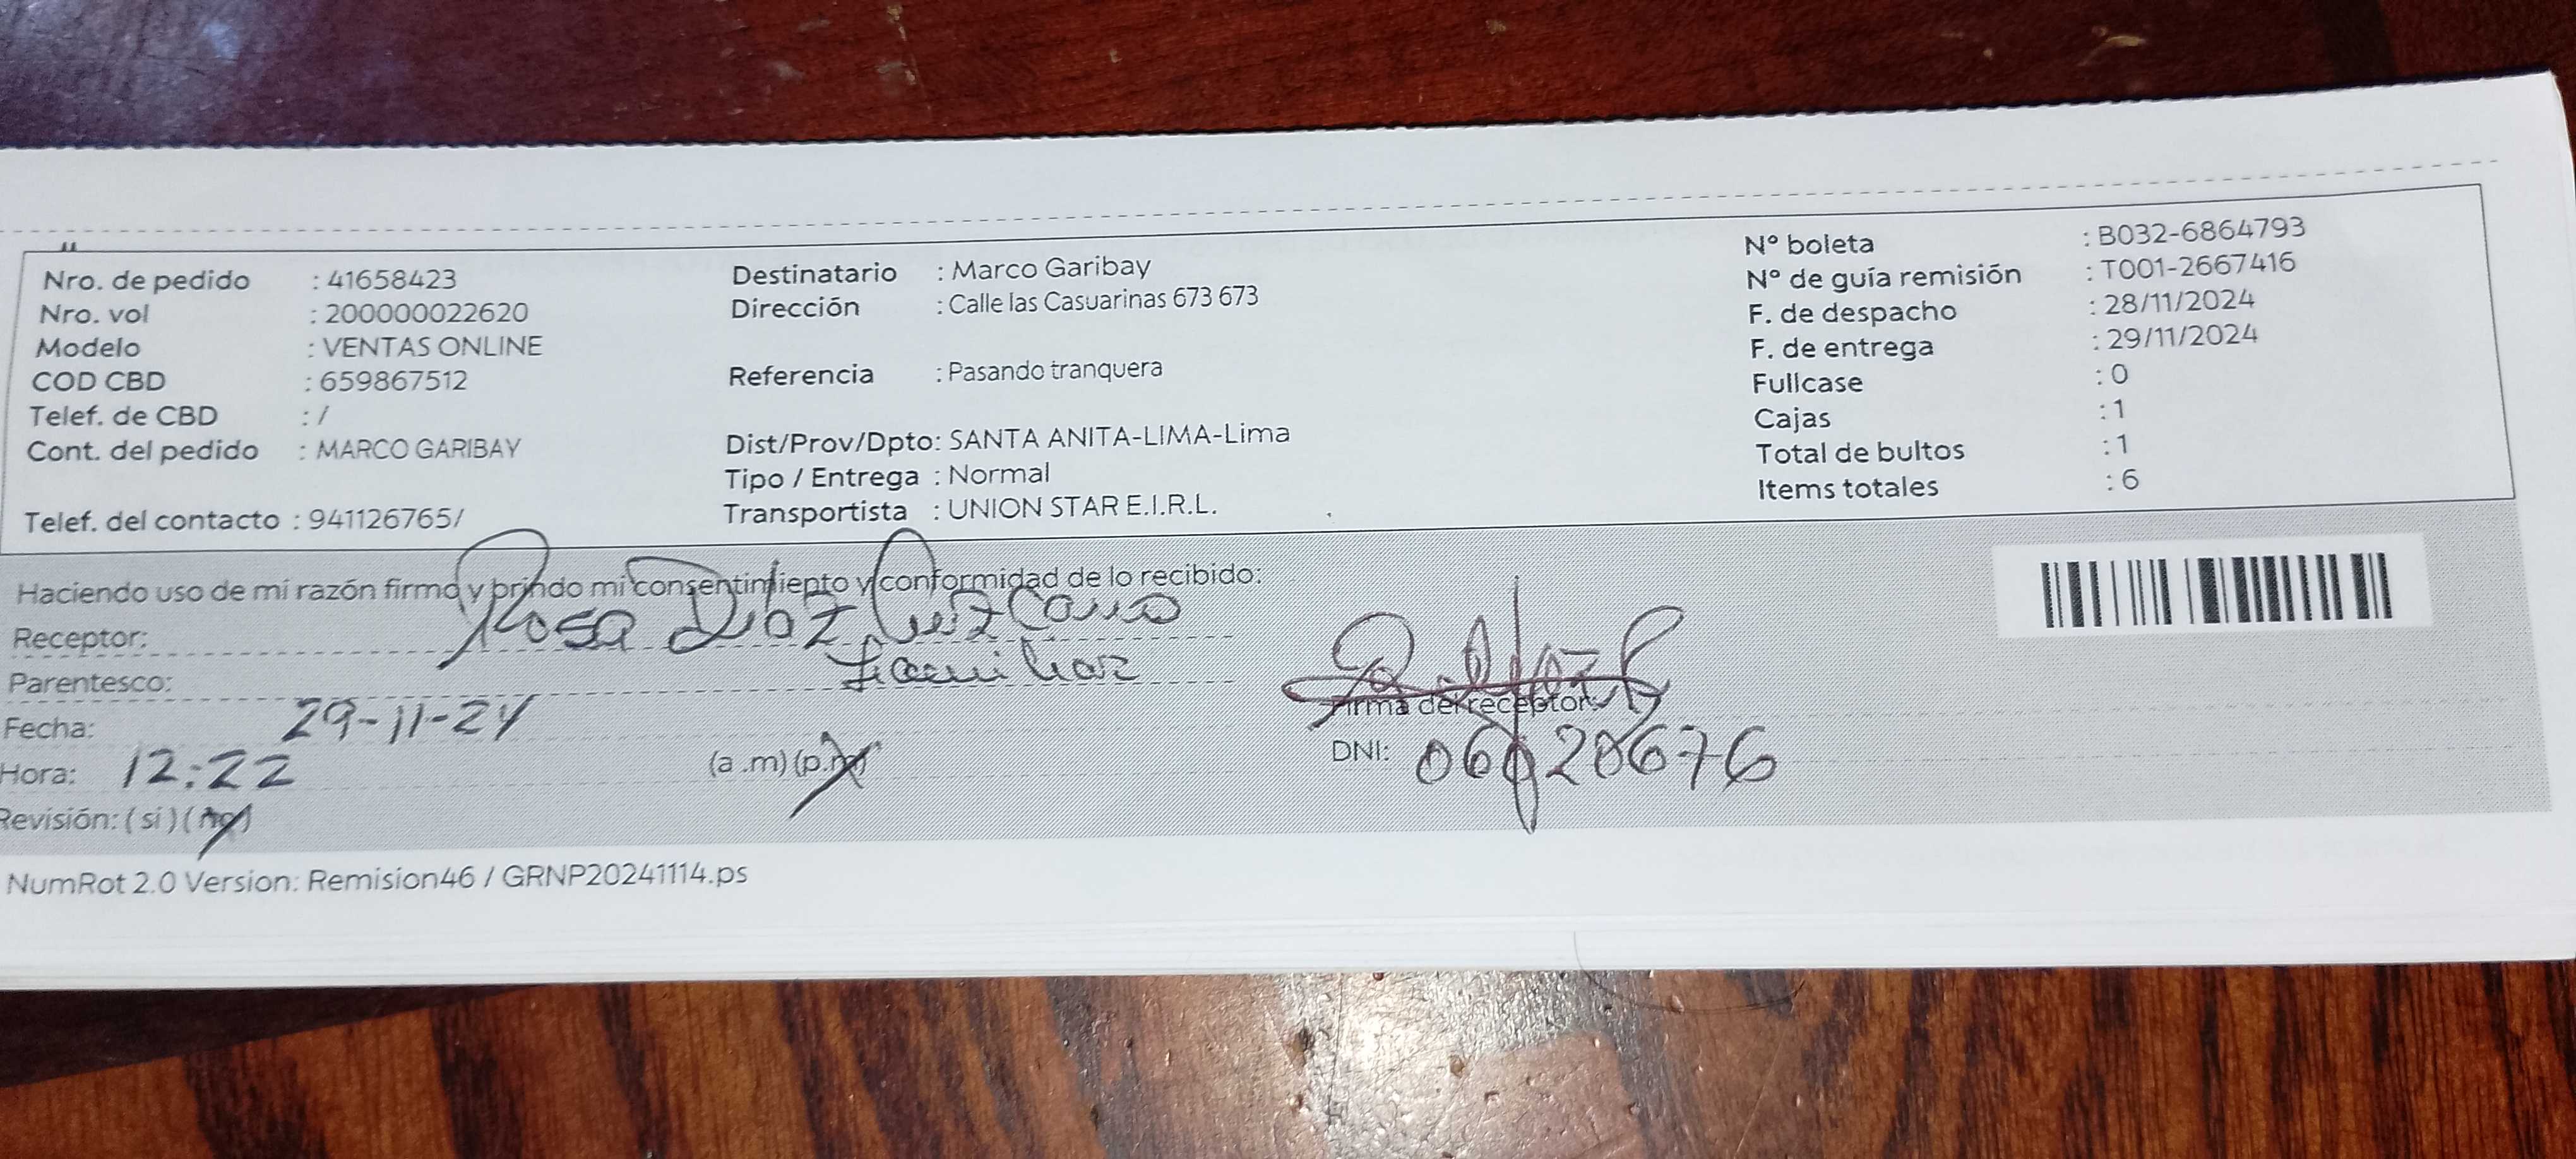 Nro. de pedido : 41658423
Nro. vol : 200000022620
Modelo : VENTAS ONLINE
COD CBD : 659867512
Telef. de CBD : /
Cont. del pedido : MARCO GARIBAY
Telef. del contacto : 941126765/
Destinatario : Marco Garibay
Dirección : Calle las Casuarinas 673 673
Referencia : Pasando tranquera
Dist/Prov/Dpto: SANTA ANITA-LIMA-Lima
Tipo / Entrega : Normal
Transportista : UNION STAR E.I.R.L.
N° boleta : B032-6864793
N° de guía remisión : T001-2667416
F. de despacho : 28/11/2024
F. de entrega : 29/11/2024
Fullcase : 0
Cajas : 1
Total de bultos : 1
Items totales : 6
Haciendo uso de mi razón firmo y brindo mi consentimiento y conformidad de lo recibido:
Receptor: Rosa Diaz
Parentesco: familiar
Fecha: 29-11-24
Hora: 12:22 (a .m) (p.m)
Revisión: ( si ) ( no )
Firma del receptor:
DNI:
NumRot 2.0 Version: Remision46 / GRNP20241114.ps